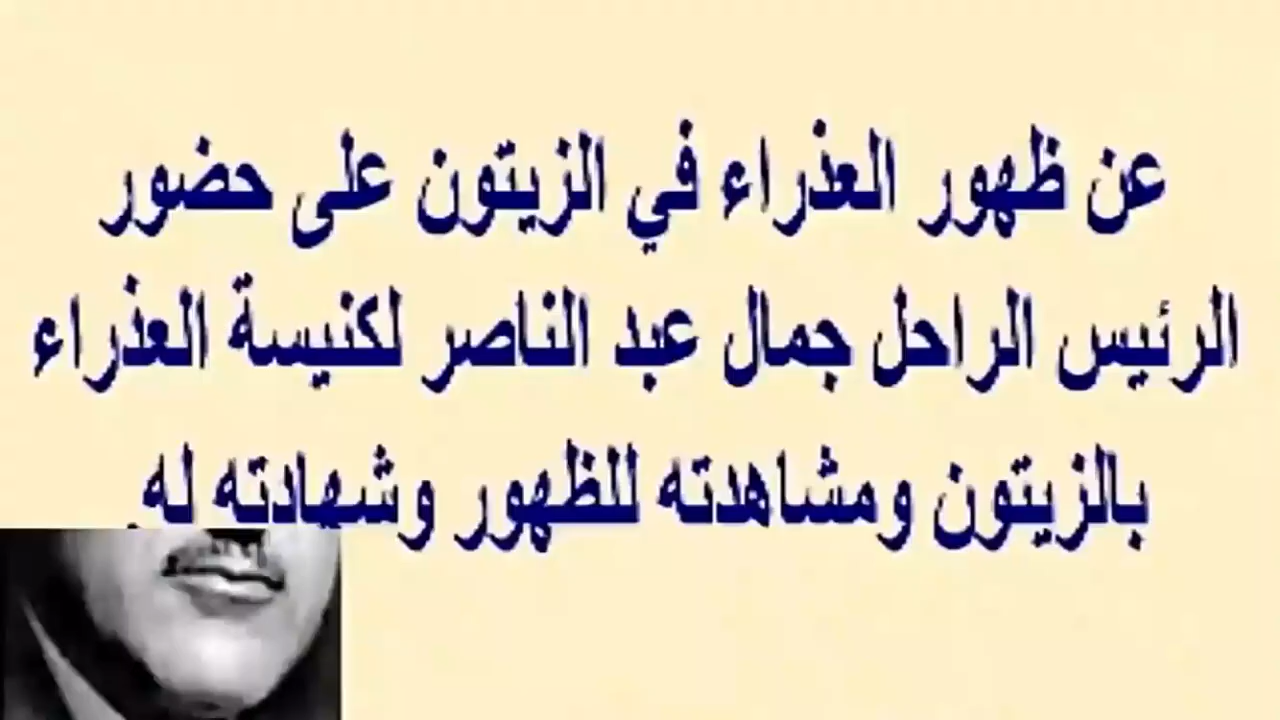 عن ظهور العذراء في الزيتون على حضور
الرئيس الراحل جمال عبد الناصر لكنيسة العذراء
بالزيتون ومشاهدته للظهور وشهادته له.